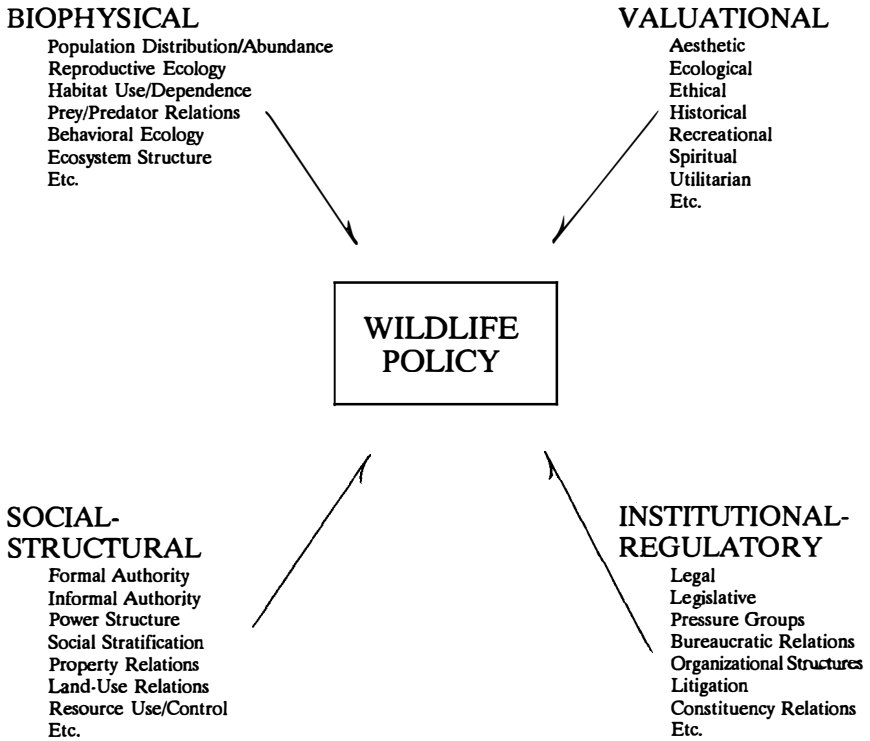 BIOPHYSICAL
Population Distribution/Abundance
Reproductive Ecology
Habitat Use/Dependence
Prey/Predator Relations
Behavioral Ecology
Ecosystem Structure
Etc.
VALUATIONAL
Aesthetic
Ecological
Ethical
Historical
Recreational
Spiritual
Utilitarian
Etc.
WILDLIFE
POLICY
SOCIAL-
STRUCTURAL
Formal Authority
Informal Authority
Power Structure
Social Stratification
Property Relations
Land-Use Relations
Resource Use/Control
Etc.
INSTITUTIONAL-
REGULATORY
Legal
Legislative
Pressure Groups
Bureaucratic Relations
Organizational Structures
Litigation
Constituency Relations
Etc.